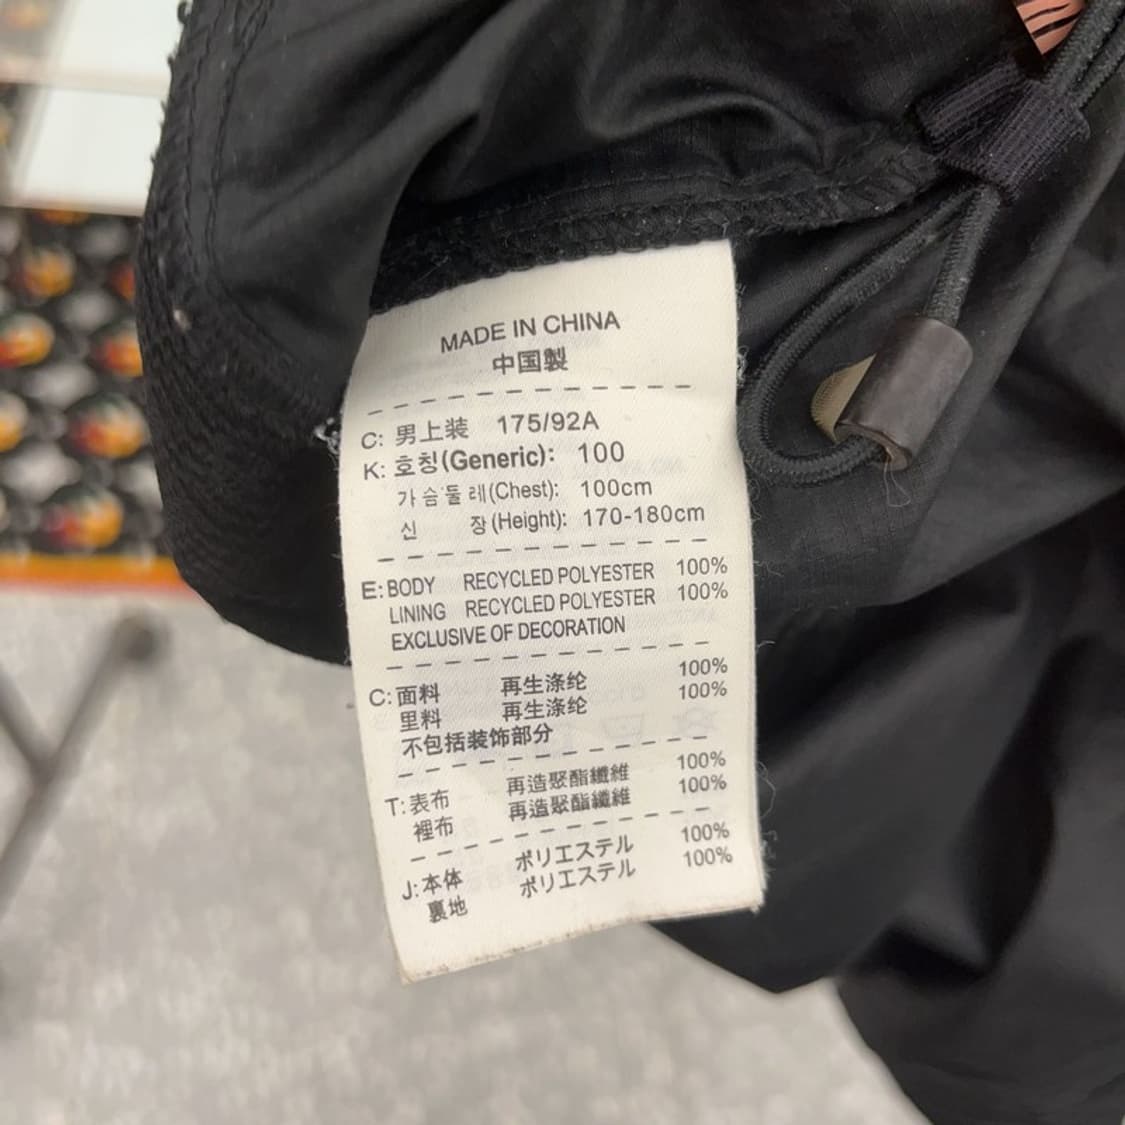 MADE IN CHINA
中国製
C: 男上装 175/92A
K: 호칭(Generic): 100
가슴둘레(Chest): 100cm
신 장(Height): 170-180cm
E: BODY RECYCLED POLYESTER 100%
LINING RECYCLED POLYESTER 100%
EXCLUSIVE OF DECORATION
C: 面料 再生涤纶 100%
里料 再生涤纶 100%
不包括装饰部分
T: 表布 再造聚酯纖維 100%
裡布 再造聚酯纖維 100%
J: 本体 ポリエステル 100%
裏地 ポリエステル 100%